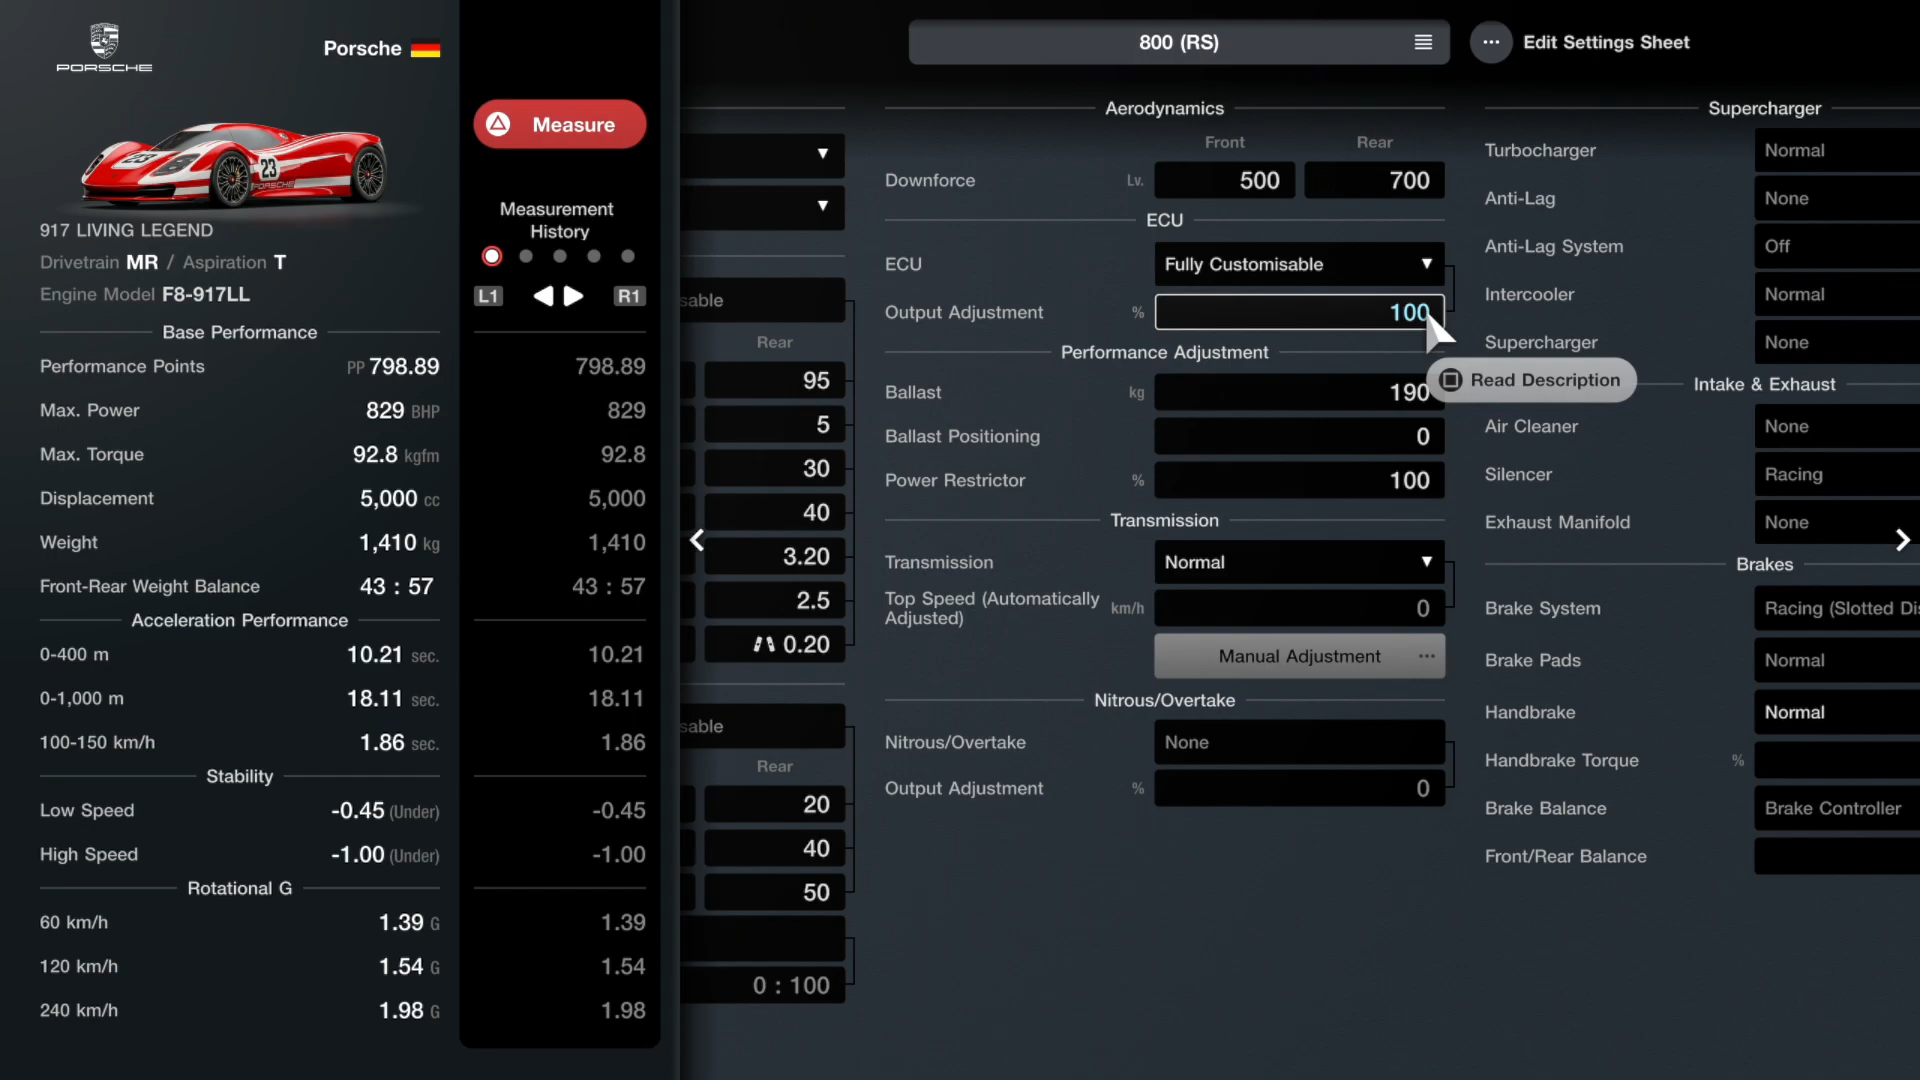 PORSCHE
Porsche
23
23
PORSCHE
917 LIVING LEGEND
Drivetrain MR / Aspiration T
Engine Model F8-917LL
Base Performance
Performance Points PP 798.89
Max. Power 829 BHP
Max. Torque 92.8 kgfm
Displacement 5,000 cc
Weight 1,410 kg
Front-Rear Weight Balance 43 : 57
Acceleration Performance
0-400 m 10.21 sec.
0-1,000 m 18.11 sec.
100-150 km/h 1.86 sec.
Stability
Low Speed -0.45 (Under)
High Speed -1.00 (Under)
Rotational G
60 km/h 1.39 G
120 km/h 1.54 G
240 km/h 1.98 G
Measure
Measurement
History
L1 R1
798.89
829
92.8
5,000
1,410
43 : 57
10.21
18.11
1.86
-0.45
-1.00
1.39
1.54
1.98
sable
Rear
95
5
30
40
3.20
2.5
0.20
sable
Rear
20
40
50
0 : 100
800 (RS)
Edit Settings Sheet
Aerodynamics
Front Rear
Downforce Lv. 500 700
ECU
ECU Fully Customisable
Output Adjustment % 100
Performance Adjustment
Ballast kg 190
Ballast Positioning 0
Power Restrictor % 100
Transmission
Transmission Normal
Top Speed (Automatically
Adjusted) km/h 0
Manual Adjustment
Nitrous/Overtake
Nitrous/Overtake None
Output Adjustment % 0
Read Description
Supercharger
Turbocharger Normal
Anti-Lag None
Anti-Lag System Off
Intercooler Normal
Supercharger None
Intake & Exhaust
Air Cleaner None
Silencer Racing
Exhaust Manifold None
Brakes
Brake System Racing (Slotted Dis
Brake Pads Normal
Handbrake Normal
Handbrake Torque %
Brake Balance Brake Controller
Front/Rear Balance